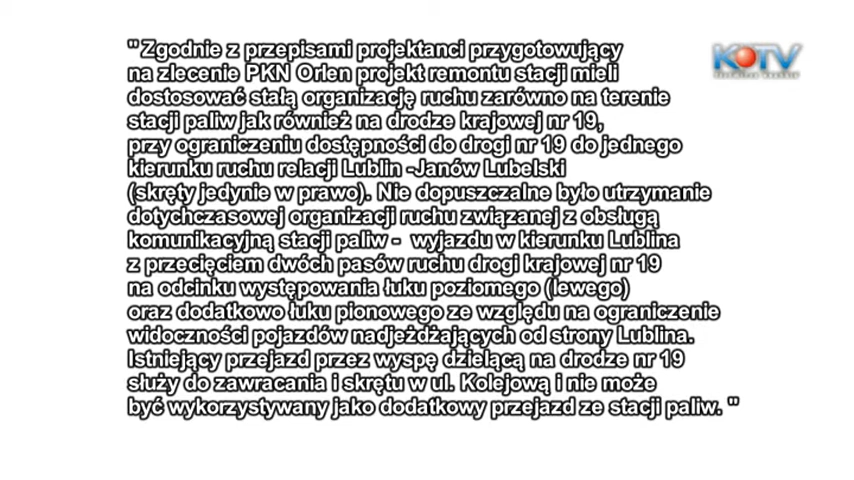 " Zgodnie z przepisami projektanci przygotowujący
na zlecenie PKN Orlen projekt remontu stacji mieli
dostosować stałą organizację ruchu zarówno na terenie
stacji paliw jak również na drodze krajowej nr 19,
przy ograniczeniu dostępności do drogi nr 19 do jednego
kierunku ruchu relacji Lublin -Janów Lubelski
(skręty jedynie w prawo). Nie dopuszczalne było utrzymanie
dotychczasowej organizacji ruchu związanej z obsługą
komunikacyjną stacji paliw - wyjazdu w kierunku Lublina
z przecięciem dwóch pasów ruchu drogi krajowej nr 19
na odcinku występowania łuku poziomego (lewego)
oraz dodatkowo łuku pionowego ze względu na ograniczenie
widoczności pojazdów nadjeżdżających od strony Lublina.
Istniejący przejazd przez wyspę dzielącą na drodze nr 19
służy do zawracania i skrętu w ul. Kolejową i nie może
być wykorzystywany jako dodatkowy przejazd ze stacji paliw. "
KOTV